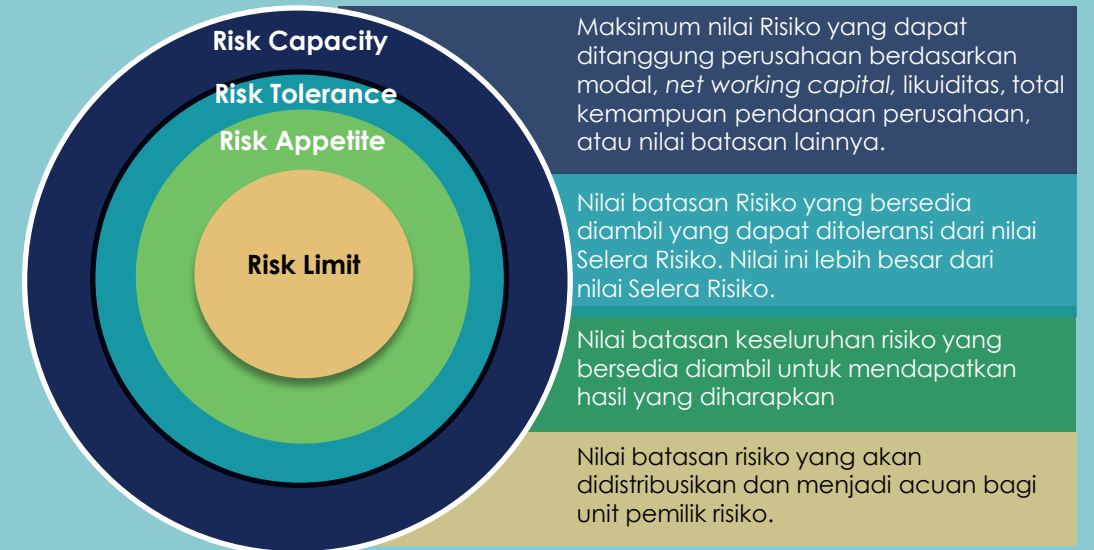 Risk Capacity
Risk Tolerance
Risk Appetite
Risk Limit
Maksimum nilai Risiko yang dapat
ditanggung perusahaan berdasarkan
modal, net working capital, likuiditas, total
kemampuan pendanaan perusahaan,
atau nilai batasan lainnya.
Nilai batasan Risiko yang bersedia
diambil yang dapat ditoleransi dari nilai
Selera Risiko. Nilai ini lebih besar dari
nilai Selera Risiko.
Nilai batasan keseluruhan risiko yang
bersedia diambil untuk mendapatkan
hasil yang diharapkan
Nilai batasan risiko yang akan
didistribusikan dan menjadi acuan bagi
unit pemilik risiko.